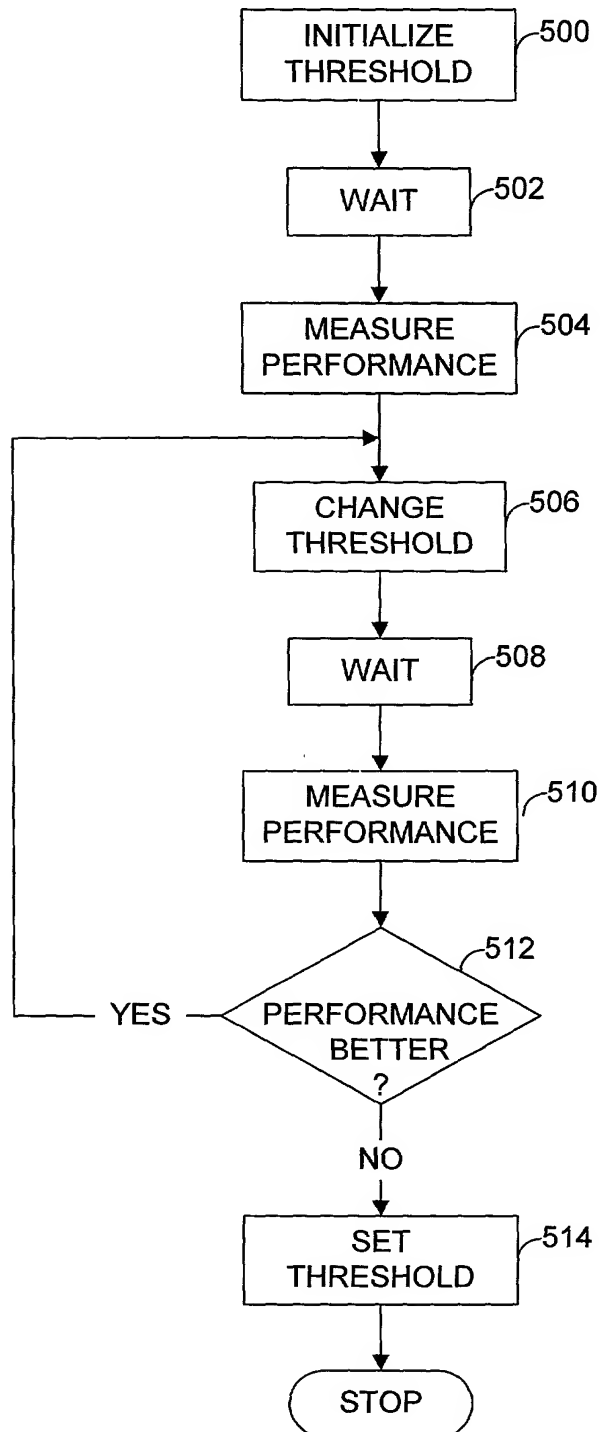 INITIALIZE
THRESHOLD
500
WAIT
502
MEASURE
PERFORMANCE
504
CHANGE
THRESHOLD
506
WAIT
508
MEASURE
PERFORMANCE
510
512
PERFORMANCE
BETTER
?
YES
NO
SET
THRESHOLD
514
STOP